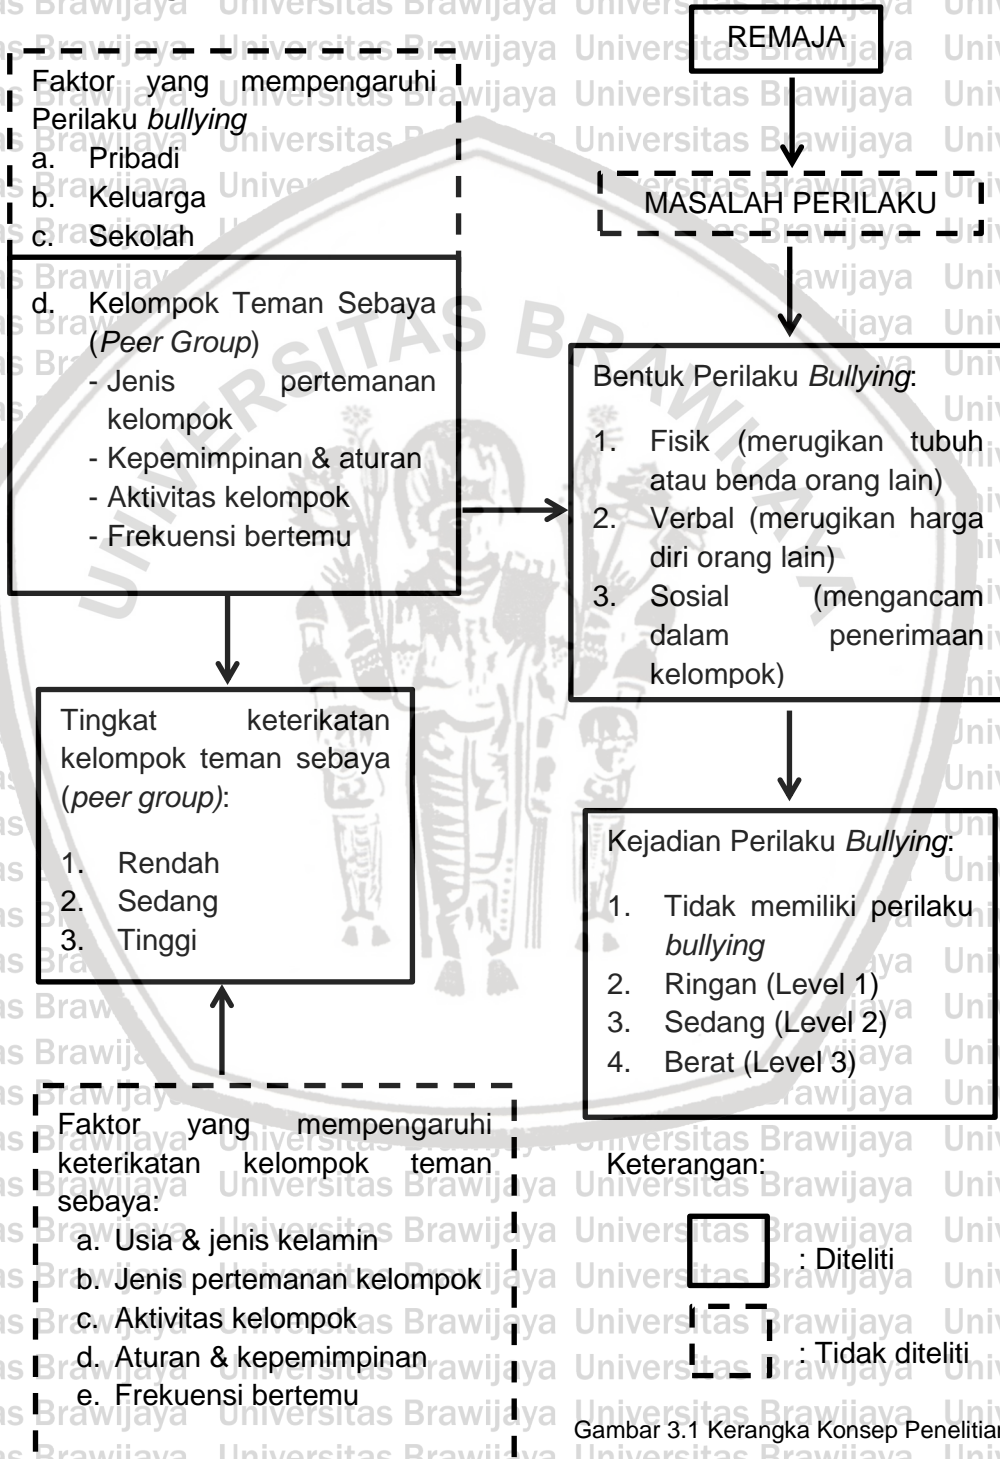 REMAJA
MASALAH PERILAKU
Faktor yang mempengaruhi
Perilaku bullying
a. Pribadi
b. Keluarga
c. Sekolah
d. Kelompok Teman Sebaya
(Peer Group)
- Jenis pertemanan
kelompok
- Kepemimpinan & aturan
- Aktivitas kelompok
- Frekuensi bertemu
Bentuk Perilaku Bullying:
1. Fisik (merugikan tubuh
atau benda orang lain)
2. Verbal (merugikan harga
diri orang lain)
3. Sosial (mengancam
dalam penerimaan
kelompok)
Tingkat keterikatan
kelompok teman sebaya
(peer group):
1. Rendah
2. Sedang
3. Tinggi
Kejadian Perilaku Bullying:
1. Tidak memiliki perilaku
bullying
2. Ringan (Level 1)
3. Sedang (Level 2)
4. Berat (Level 3)
Faktor yang mempengaruhi
keterikatan kelompok teman
sebaya:
a. Usia & jenis kelamin
b. Jenis pertemanan kelompok
c. Aktivitas kelompok
d. Aturan & kepemimpinan
e. Frekuensi bertemu
Keterangan:
: Diteliti
: Tidak diteliti
Gambar 3.1 Kerangka Konsep Penelitian
UNIVERSITAS BRAWIJAYA
Universitas Brawijaya